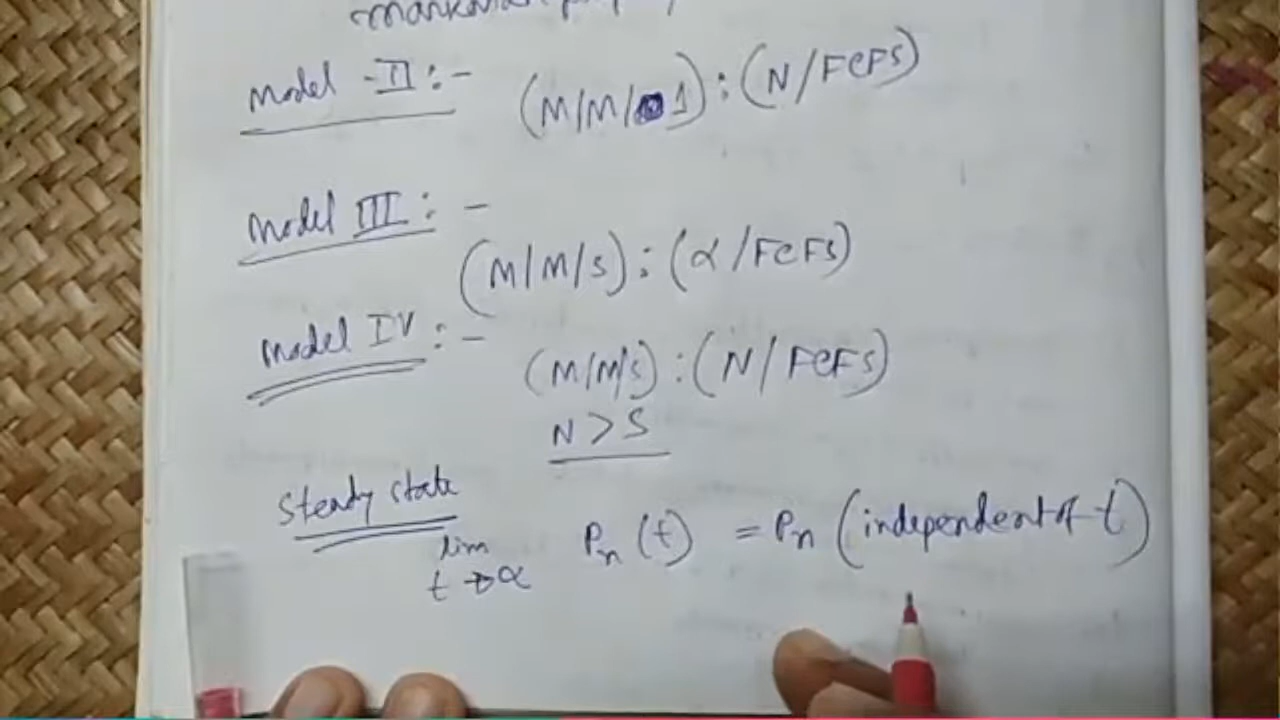 Model -II :- (M/M/1) : (N/FCFS)
Model III : -
(M/M/s) : (α/FCFS)
Model IV : -
(M/M/s) : (N/FCFS)
N > S
Steady state
lim Pn (t) = Pn (independent of t)
t → α